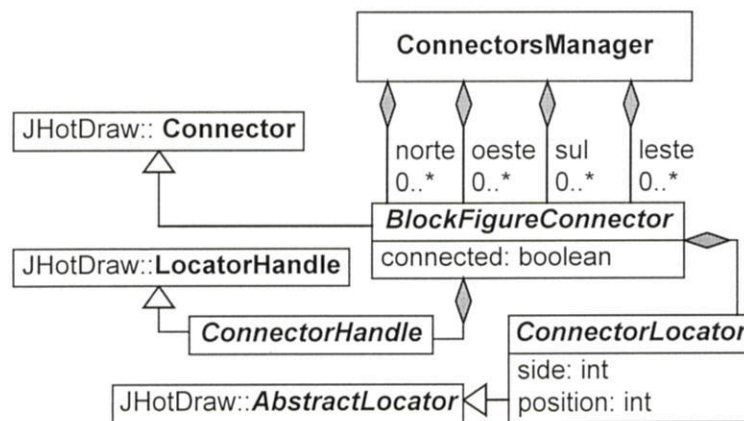 ConnectorsManager
JHotDraw:: Connector
norte oeste sul leste
0..* 0..* 0..* 0..*
BlockFigureConnector
connected: boolean
JHotDraw::LocatorHandle
ConnectorHandle
ConnectorLocator
side: int
position: int
JHotDraw::AbstractLocator